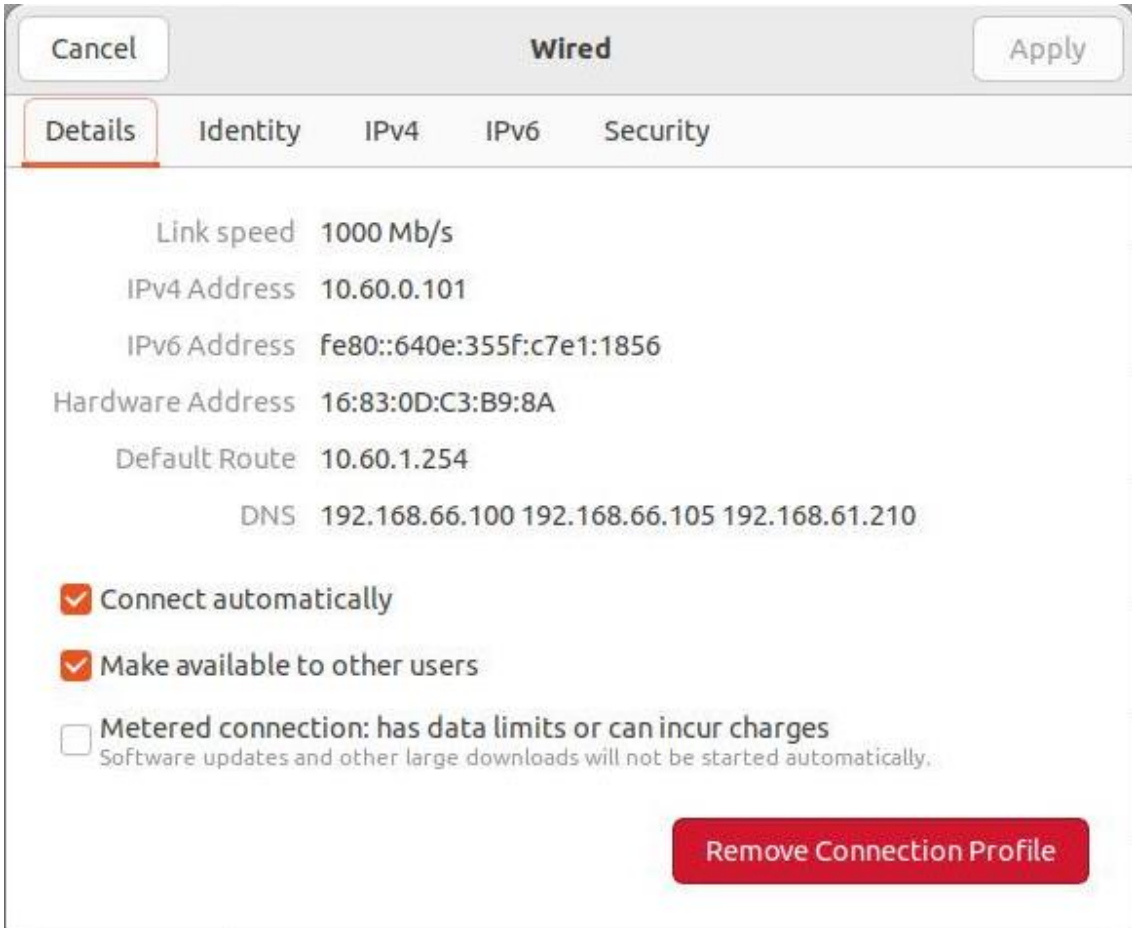 Cancel Wired Apply
Details Identity IPv4 IPv6 Security
Link speed 1000 Mb/s
IPv4 Address 10.60.0.101
IPv6 Address fe80::640e:355f:c7e1:1856
Hardware Address 16:83:0D:C3:B9:8A
Default Route 10.60.1.254
DNS 192.168.66.100 192.168.66.105 192.168.61.210
Connect automatically
Make available to other users
Metered connection: has data limits or can incur charges
Software updates and other large downloads will not be started automatically.
Remove Connection Profile